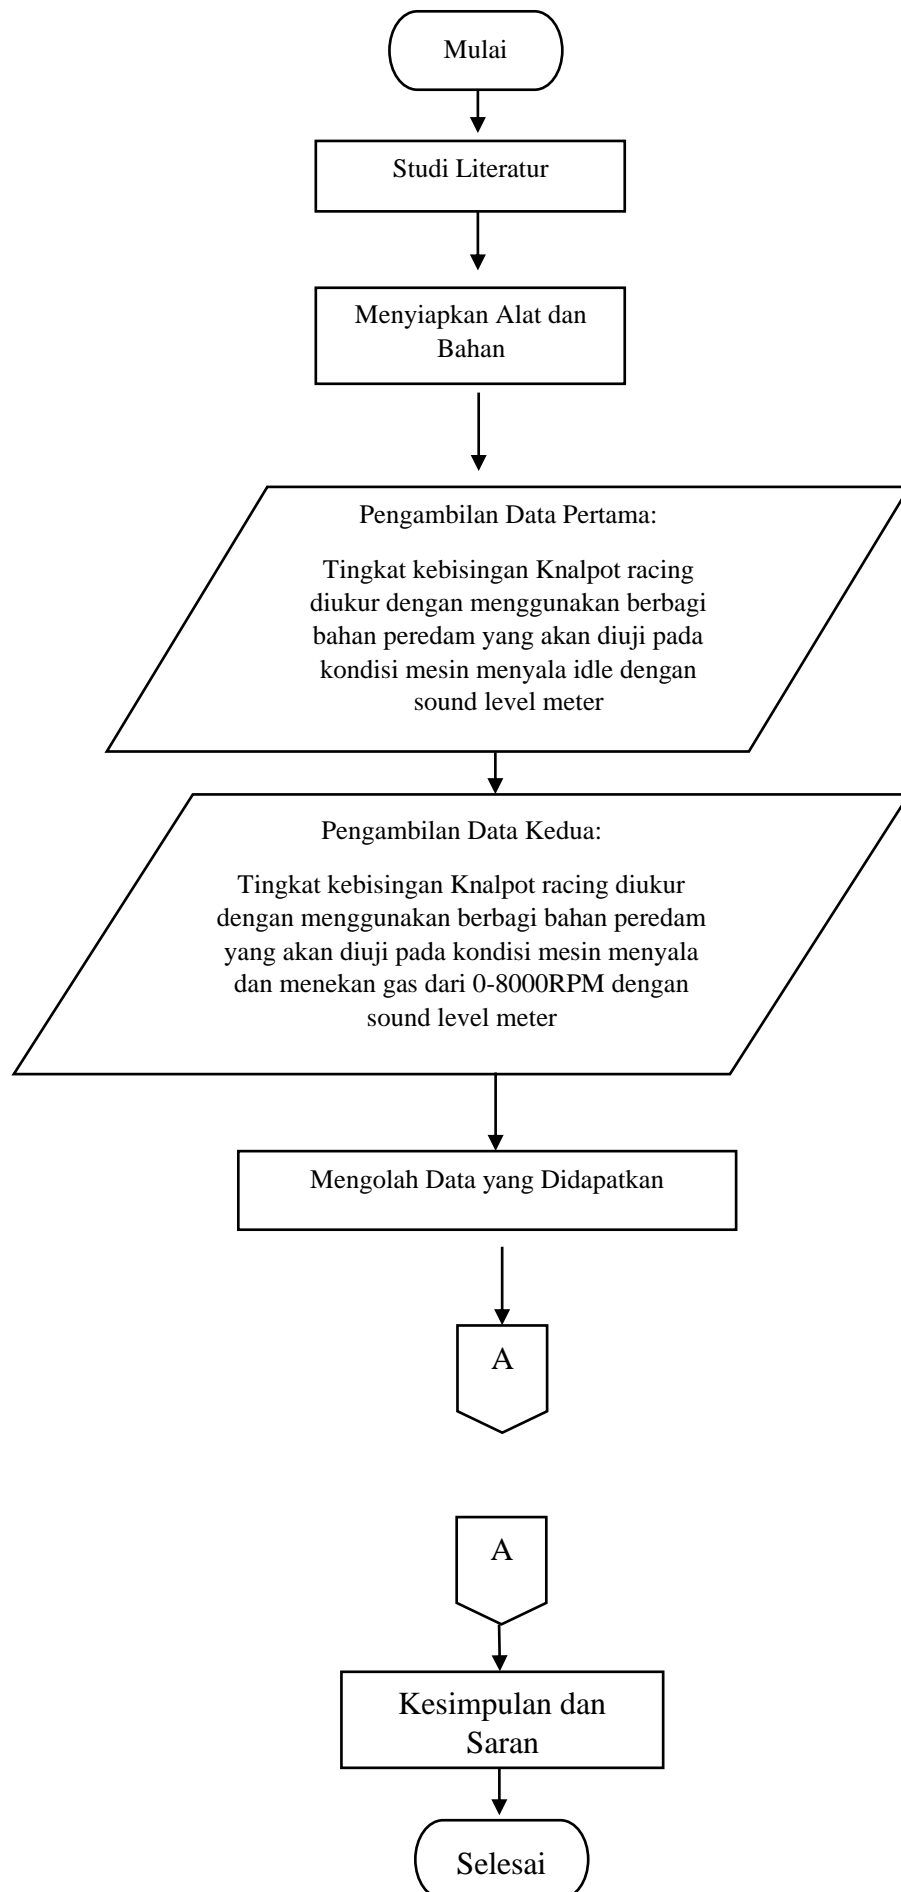 Mulai
Studi Literatur
Menyiapkan Alat dan
Bahan
Pengambilan Data Pertama:
Tingkat kebisingan Knalpot racing
diukur dengan menggunakan berbagi
bahan peredam yang akan diuji pada
kondisi mesin menyala idle dengan
sound level meter
Pengambilan Data Kedua:
Tingkat kebisingan Knalpot racing diukur
dengan menggunakan berbagi bahan peredam
yang akan diuji pada kondisi mesin menyala
dan menekan gas dari 0-8000RPM dengan
sound level meter
Mengolah Data yang Didapatkan
A
A
Kesimpulan dan
Saran
Selesai